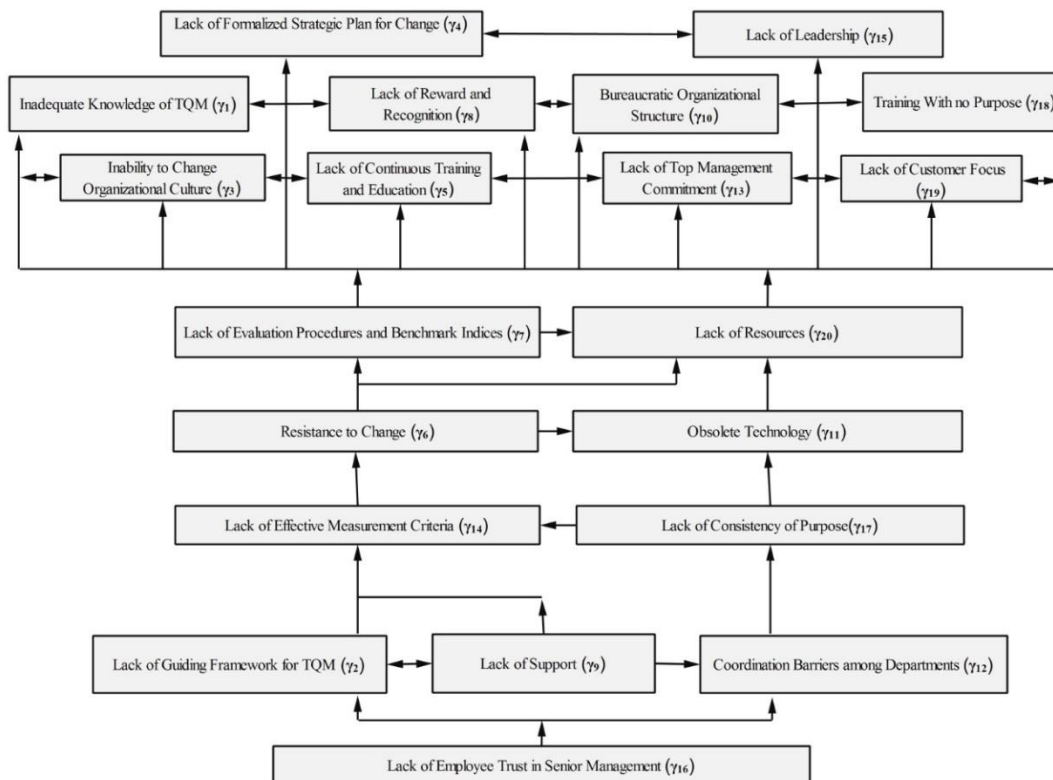 Lack of Formalized Strategic Plan for Change (γ4)
Lack of Leadership (γ15)
Inadequate Knowledge of TQM (γ1)
Lack of Reward and
Recognition (γ8)
Bureaucratic Organizational
Structure (γ10)
Training With no Purpose (γ18)
Inability to Change
Organizational Culture (γ3)
Lack of Continuous Training
and Education (γ5)
Lack of Top Management
Commitment (γ13)
Lack of Customer Focus
(γ19)
Lack of Evaluation Procedures and Benchmark Indices (γ7)
Lack of Resources (γ20)
Resistance to Change (γ6)
Obsolete Technology (γ11)
Lack of Effective Measurement Criteria (γ14)
Lack of Consistency of Purpose(γ17)
Lack of Guiding Framework for TQM (γ2)
Lack of Support (γ9)
Coordination Barriers among Departments (γ12)
Lack of Employee Trust in Senior Management (γ16)